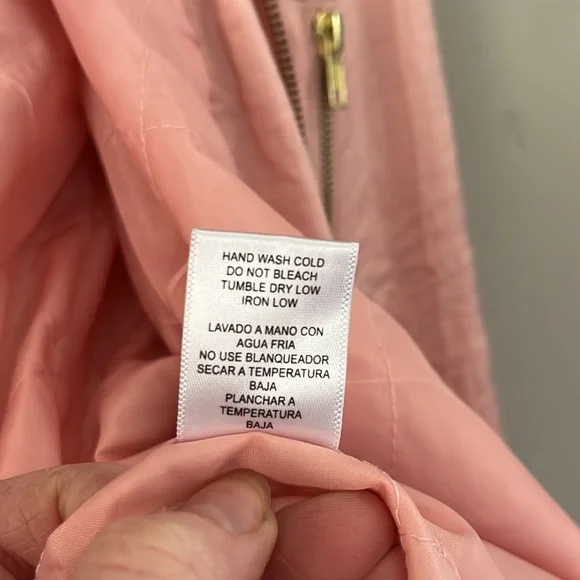 HAND WASH COLD
DO NOT BLEACH
TUMBLE DRY LOW
IRON LOW
LAVADO A MANO CON
AGUA FRIA
NO USE BLANQUEADOR
SECAR A TEMPERATURA
BAJA
PLANCHAR A
TEMPERATURA
BAJA